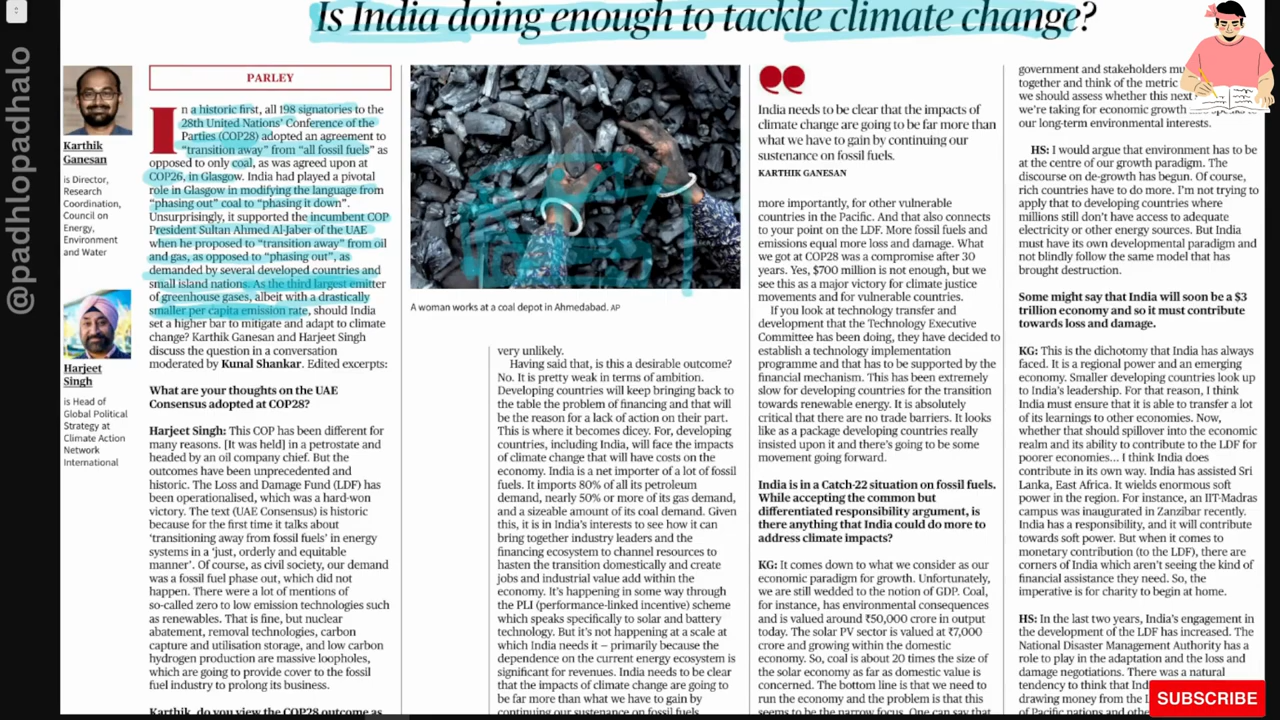 Is India doing enough to tackle climate change?
@padhlopadhalo
Karthik
Ganesan
is Director,
Research
Coordination,
Council on
Energy,
Environment
and Water
Harjeet
Singh
is Head of
Global Political
Strategy at
Climate Action
Network
International
PARLEY
In a historic first, all 198 signatories to the
28th United Nations' Conference of the
Parties (COP28) adopted an agreement to
“transition away” from “all fossil fuels” as
opposed to only coal, as was agreed upon at
COP26, in Glasgow. India had played a pivotal
role in Glasgow in modifying the language from
“phasing out” coal to “phasing it down”.
Unsurprisingly, it supported the incumbent COP
President Sultan Ahmed Al-Jaber of the UAE
when he proposed to “transition away” from oil
and gas, as opposed to “phasing out”, as
demanded by several developed countries and
small island nations. As the third largest emitter
of greenhouse gases, albeit with a drastically
smaller per capita emission rate, should India
set a higher bar to mitigate and adapt to climate
change? Karthik Ganesan and Harjeet Singh
discuss the question in a conversation
moderated by Kunal Shankar. Edited excerpts:
What are your thoughts on the UAE
Consensus adopted at COP28?
Harjeet Singh: This COP has been different for
many reasons. [It was held] in a petrostate and
headed by an oil company chief. But the
outcomes have been unprecedented and
historic. The Loss and Damage Fund (LDF) has
been operationalised, which was a hard-won
victory. The text (UAE Consensus) is historic
because for the first time it talks about
‘transitioning away from fossil fuels’ in energy
systems in a ‘just, orderly and equitable
manner’. Of course, as civil society, our demand
was a fossil fuel phase out, which did not
happen. There were a lot of mentions of
so-called zero to low emission technologies such
as renewables. That is fine, but nuclear
abatement, removal technologies, carbon
capture and utilisation storage, and low carbon
hydrogen production are massive loopholes,
which are going to provide cover to the fossil
fuel industry to prolong its business.
Karthik, do you view the COP28 outcome as
A woman works at a coal depot in Ahmedabad. AP
very unlikely.
Having said that, is this a desirable outcome?
No. It is pretty weak in terms of ambition.
Developing countries will keep bringing back to
the table the problem of financing and that will
be the reason for a lack of action on their part.
This is where it becomes dicey. For, developing
countries, including India, will face the impacts
of climate change that will have costs on the
economy. India is a net importer of a lot of fossil
fuels. It imports 80% of all its petroleum
demand, nearly 50% or more of its gas demand,
and a sizeable amount of its coal demand. Given
this, it is in India's interests to see how it can
bring together industry leaders and the
financing ecosystem to channel resources to
hasten the transition domestically and create
jobs and industrial value add within the
economy. It's happening in some way through
the PLI (performance-linked incentive) scheme
which speaks specifically to solar and battery
technology. But it's not happening at a scale at
which India needs it – primarily because the
dependence on the current energy ecosystem is
significant for revenues. India needs to be clear
that the impacts of climate change are going to
be far more than what we have to gain by
continuing our sustenance on fossil fuels.
India needs to be clear that the impacts of
climate change are going to be far more than
what we have to gain by continuing our
sustenance on fossil fuels.
KARTHIK GANESAN
more importantly, for other vulnerable
countries in the Pacific. And that also connects
to your point on the LDF. More fossil fuels and
emissions equal more loss and damage. What
we got at COP28 was a compromise after 30
years. Yes, $700 million is not enough, but we
see this as a major victory for climate justice
movements and for vulnerable countries.
If you look at technology transfer and
development that the Technology Executive
Committee has been doing, they have decided to
establish a technology implementation
programme and that has to be supported by the
financial mechanism. This has been extremely
slow for developing countries for the transition
towards renewable energy. It is absolutely
critical that there are no trade barriers. It looks
like as a package developing countries really
insisted upon it and there's going to be some
movement going forward.
India is in a Catch-22 situation on fossil fuels.
While accepting the common but
differentiated responsibility argument, is
there anything that India could do more to
address climate impacts?
KG: It comes down to what we consider as our
economic paradigm for growth. Unfortunately,
we are still wedded to the notion of GDP. Coal,
for instance, has environmental consequences
and is valued around ₹50,000 crore in output
today. The solar PV sector is valued at ₹7,000
crore and growing within the domestic
economy. So, coal is about 20 times the size of
the solar economy as far as domestic value is
concerned. The bottom line is that we need to
run the economy and the problem is that this
seems to be the narrow focus. One can say that
government and stakeholders
together and think of the metric
we should assess whether this next
we're taking for economic growth
our long-term environmental interests.
HS: I would argue that environment has to be
at the centre of our growth paradigm. The
discourse on de-growth has begun. Of course,
rich countries have to do more. I'm not trying to
apply that to developing countries where
millions still don't have access to adequate
electricity or other energy sources. But India
must have its own developmental paradigm and
not blindly follow the same model that has
brought destruction.
Some might say that India will soon be a $3
trillion economy and so it must contribute
towards loss and damage.
KG: This is the dichotomy that India has always
faced. It is a regional power and an emerging
economy. Smaller developing countries look up
to India's leadership. For that reason, I think
India must ensure that it is able to transfer a lot
of its learnings to other economies. Now,
whether that should spillover into the economic
realm and its ability to contribute to the LDF for
poorer economies... I think India does
contribute in its own way. India has assisted Sri
Lanka, East Africa. It wields enormous soft
power in the region. For instance, an IIT-Madras
campus was inaugurated in Zanzibar recently.
India has a responsibility, and it will contribute
towards soft power. But when it comes to
monetary contribution (to the LDF), there are
corners of India which aren't seeing the kind of
financial assistance they need. So, the
imperative is for charity to begin at home.
HS: In the last two years, India's engagement in
the development of the LDF has increased. The
National Disaster Management Authority has a
role to play in the adaptation and the loss and
damage negotiations. There was a natural
tendency to think that
drawing money from the
of Pacific nations and
SUBSCRIBE